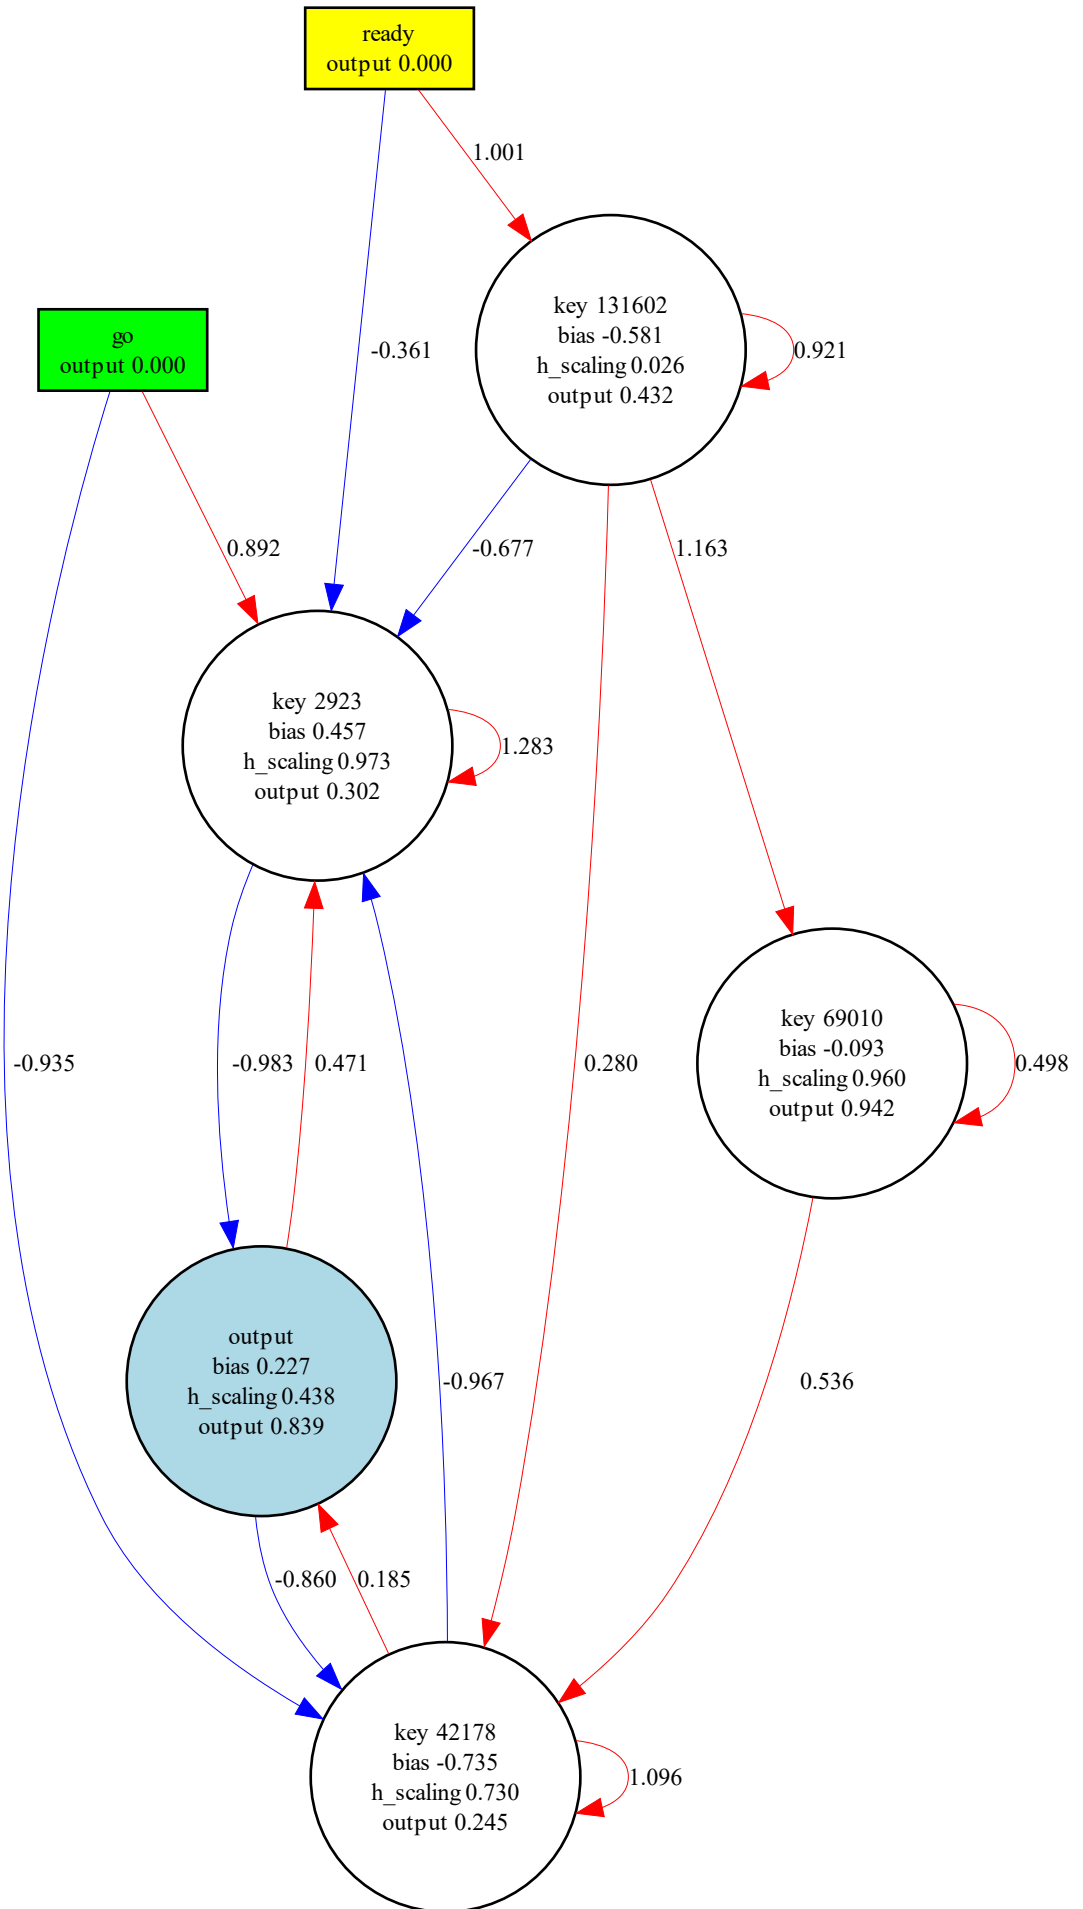 ready
output 0.000
1.001
key 131602
bias -0.581
h_scaling 0.026
output 0.432
0.921
go
output 0.000
-0.361
0.892
-0.677
1.163
key 2923
bias 0.457
h_scaling 0.973
output 0.302
1.283
key 69010
bias -0.093
h_scaling 0.960
output 0.942
0.498
-0.935
-0.983
0.471
0.280
output
bias 0.227
h_scaling 0.438
output 0.839
-0.967
0.536
-0.860
0.185
key 42178
bias -0.735
h_scaling 0.730
output 0.245
1.096